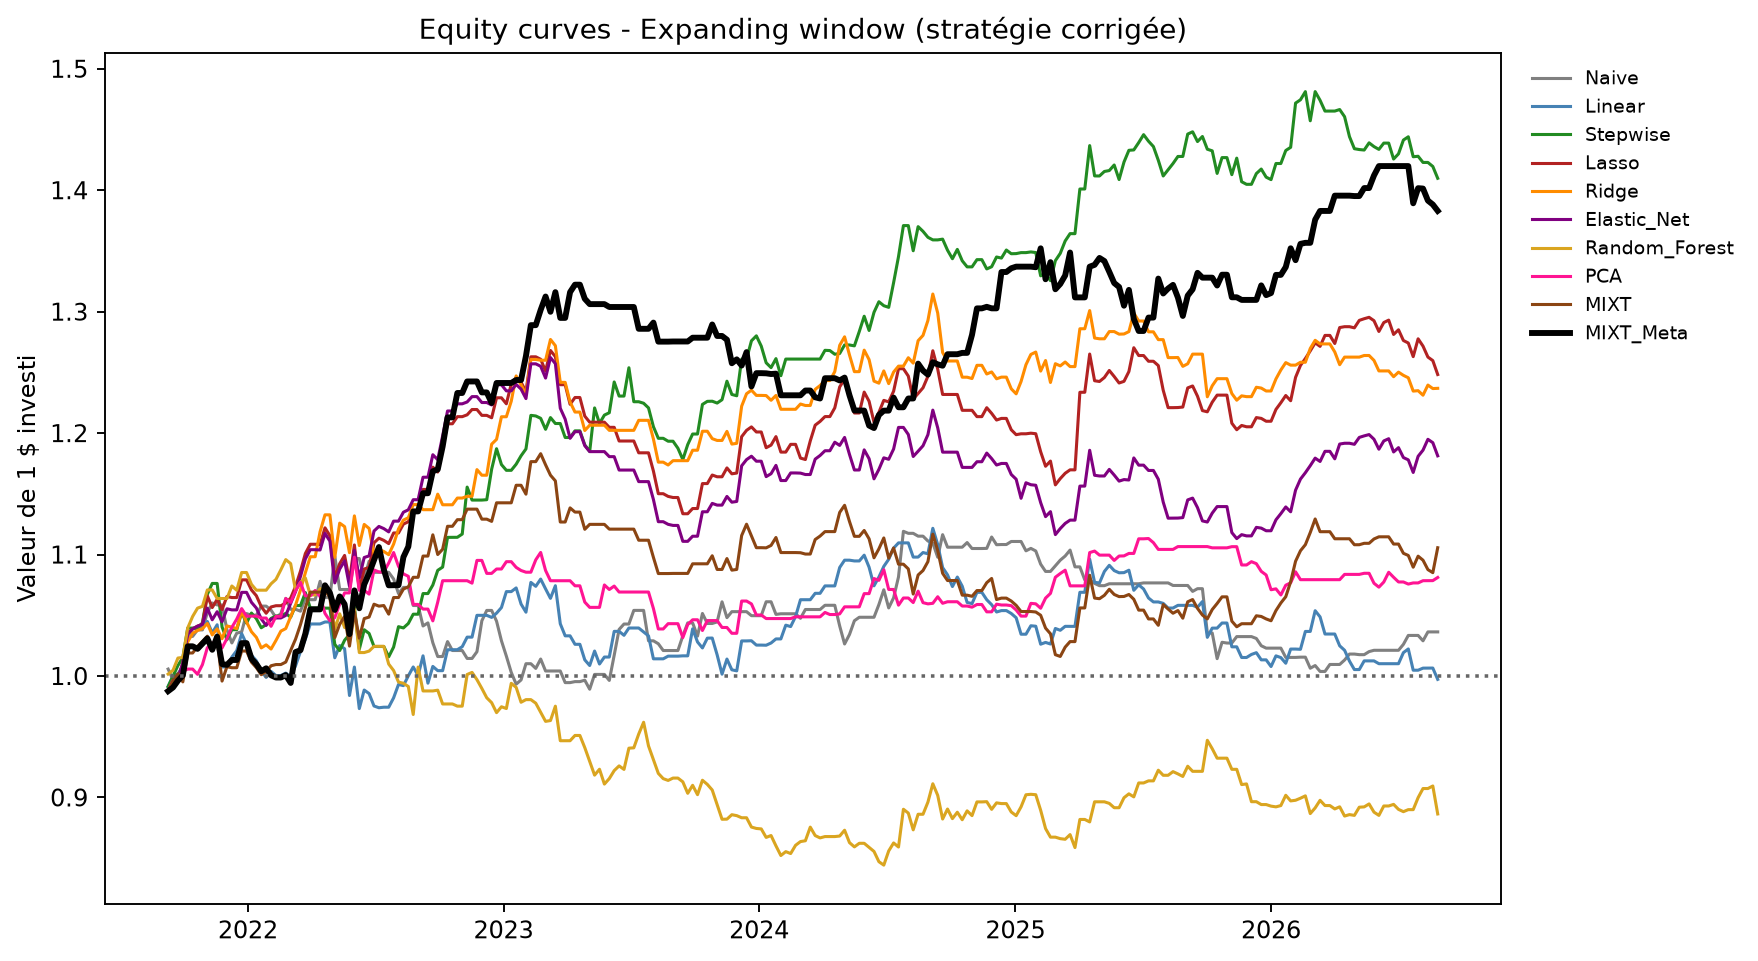 Equity curves - Expanding window (stratégie corrigée)
Valeur de 1 $ investi
1.5
1.4
1.3
1.2
1.1
1.0
0.9
2022
2023
2024
2025
2026
Naive
Linear
Stepwise
Lasso
Ridge
Elastic_Net
Random_Forest
PCA
MIXT
MIXT_Meta